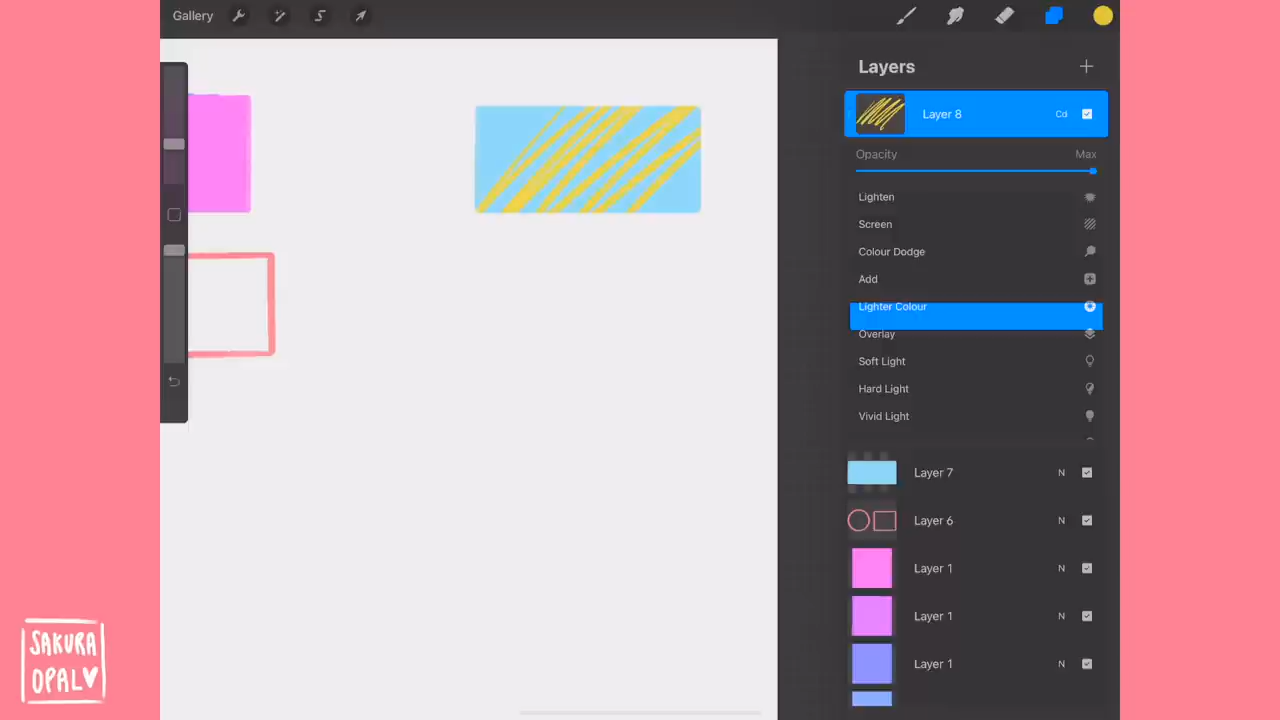 Gallery
Layers
Layer 8 Cd
Opacity Max
Lighten
Screen
Colour Dodge
Add
Lighter Colour
Overlay
Soft Light
Hard Light
Vivid Light
Layer 7 N
Layer 6 N
Layer 1 N
Layer 1 N
Layer 1 N
SAKURA
OPAL♥